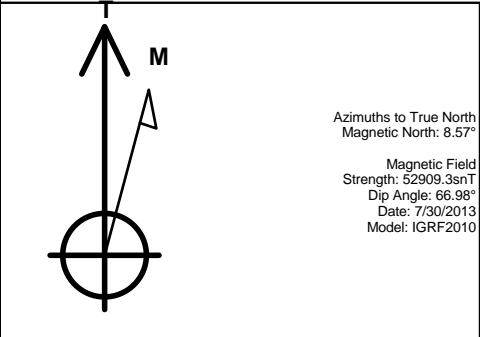 T
M
Azimuths to True North
Magnetic North: 8.57°
Magnetic Field
Strength: 52909.3snT
Dip Angle: 66.98°
Date: 7/30/2013
Model: IGRF2010